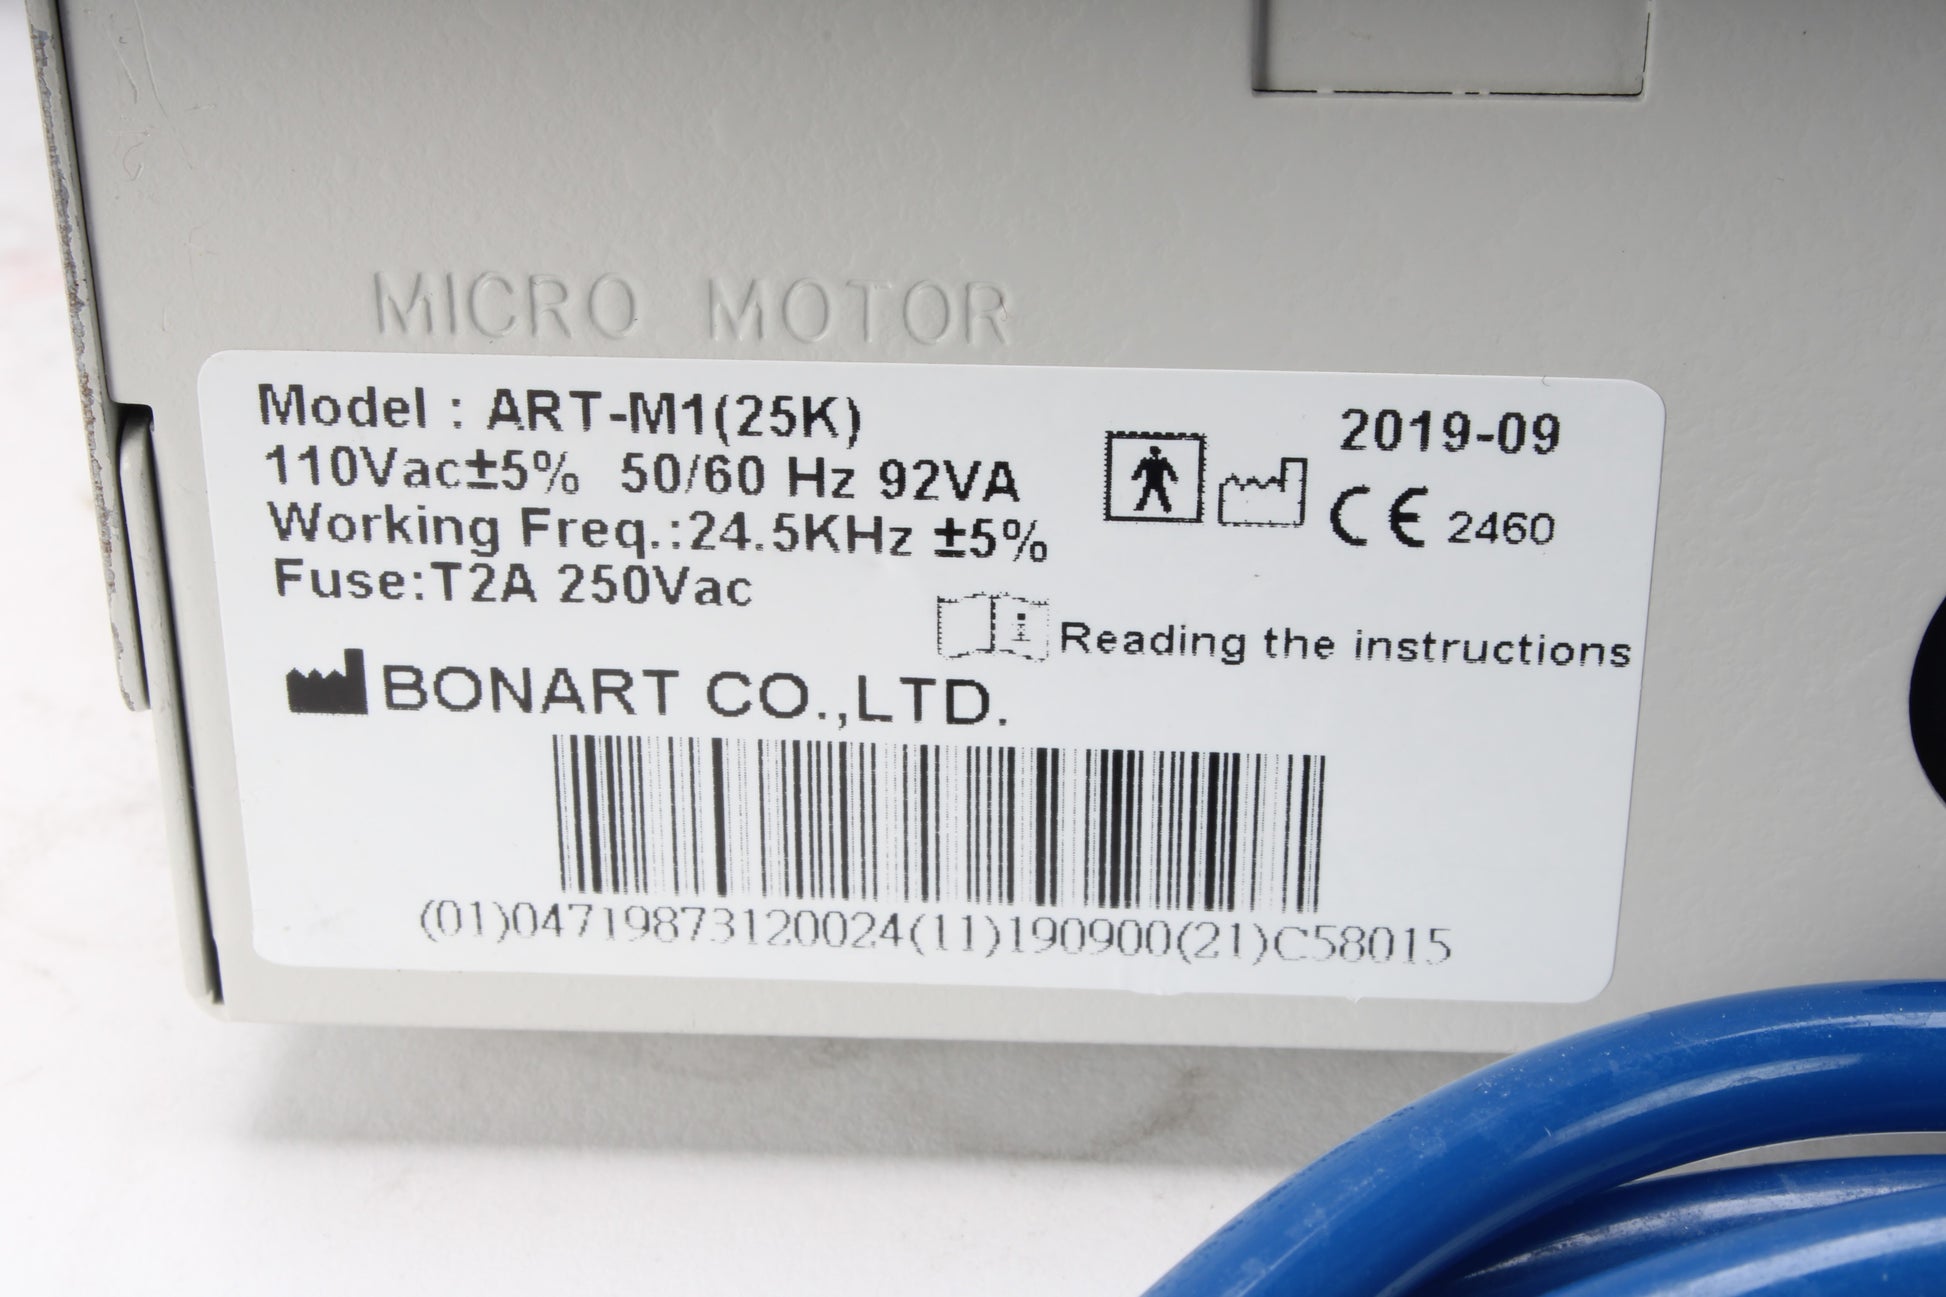 MICRO MOTOR
Model : ART-M1(25K)
110Vac±5% 50/60 Hz 92VA
Working Freq.:24.5KHz ±5%
Fuse:T2A 250Vac
2019-09
CE 2460
Reading the instructions
BONART CO.,LTD.
(01)04719873120024(11)190900(21)C58015